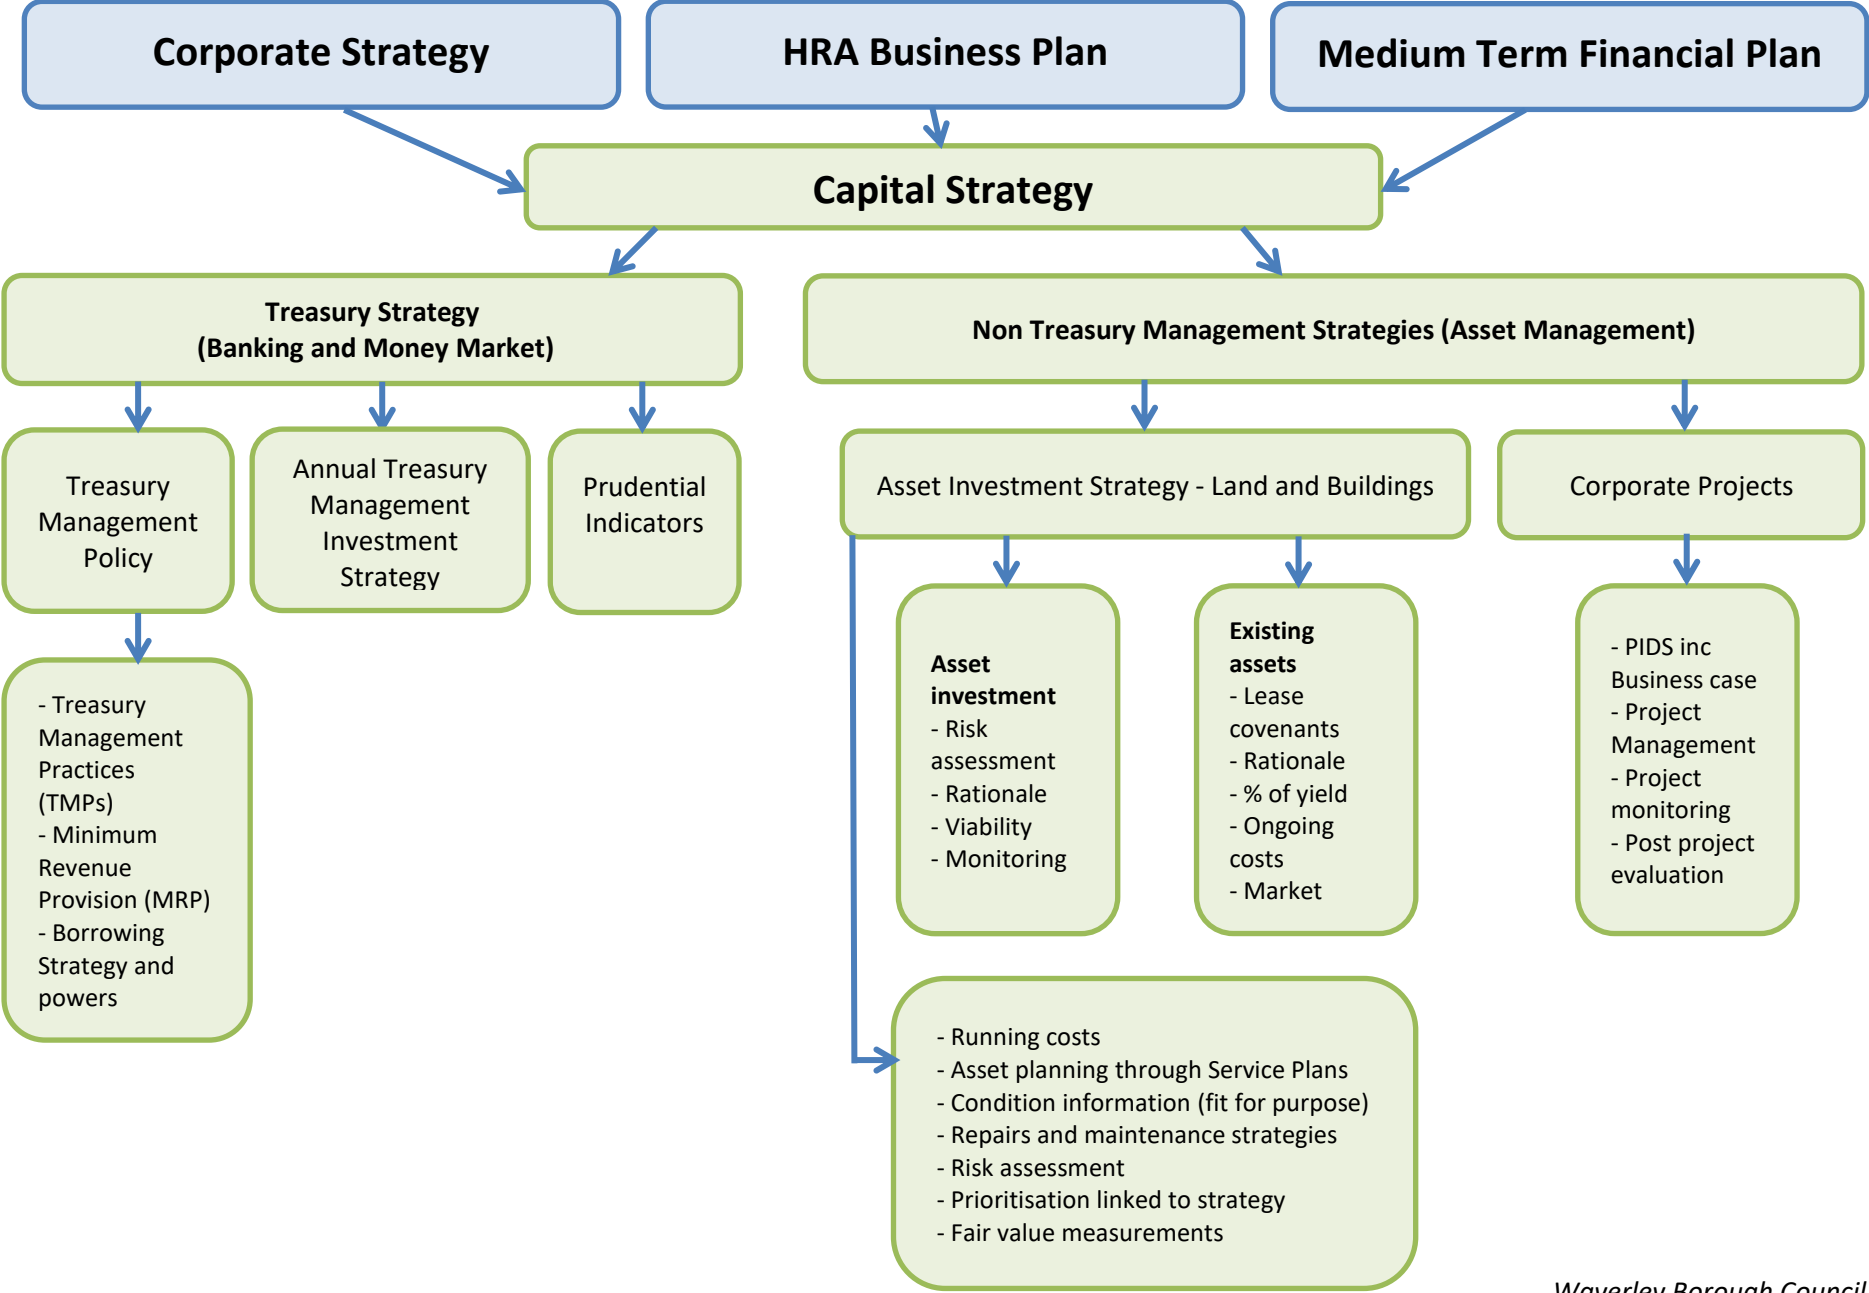 Corporate Strategy
HRA Business Plan
Medium Term Financial Plan
Capital Strategy
Treasury Strategy
(Banking and Money Market)
Non Treasury Management Strategies (Asset Management)
Treasury
Management
Policy
Annual Treasury
Management
Investment
Strategy
Prudential
Indicators
Asset Investment Strategy - Land and Buildings
Corporate Projects
- Treasury
Management
Practices
(TMPs)
- Minimum
Revenue
Provision (MRP)
- Borrowing
Strategy and
powers
Asset
investment
- Risk
assessment
- Rationale
- Viability
- Monitoring
Existing
assets
- Lease
covenants
- Rationale
- % of yield
- Ongoing
costs
- Market
- PIDS inc
Business case
- Project
Management
- Project
monitoring
- Post project
evaluation
- Running costs
- Asset planning through Service Plans
- Condition information (fit for purpose)
- Repairs and maintenance strategies
- Risk assessment
- Prioritisation linked to strategy
- Fair value measurements
Waverley Borough Council